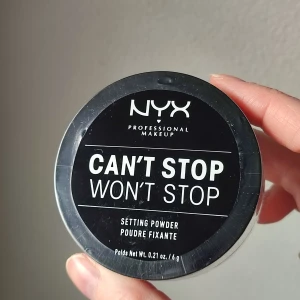 NYX
PROFESSIONAL
MAKEUP
CAN'T STOP
WON'T STOP
SETTING POWDER
POUDRE FIXANTE
Poids Net Wt. 0.21 oz. / 6 g